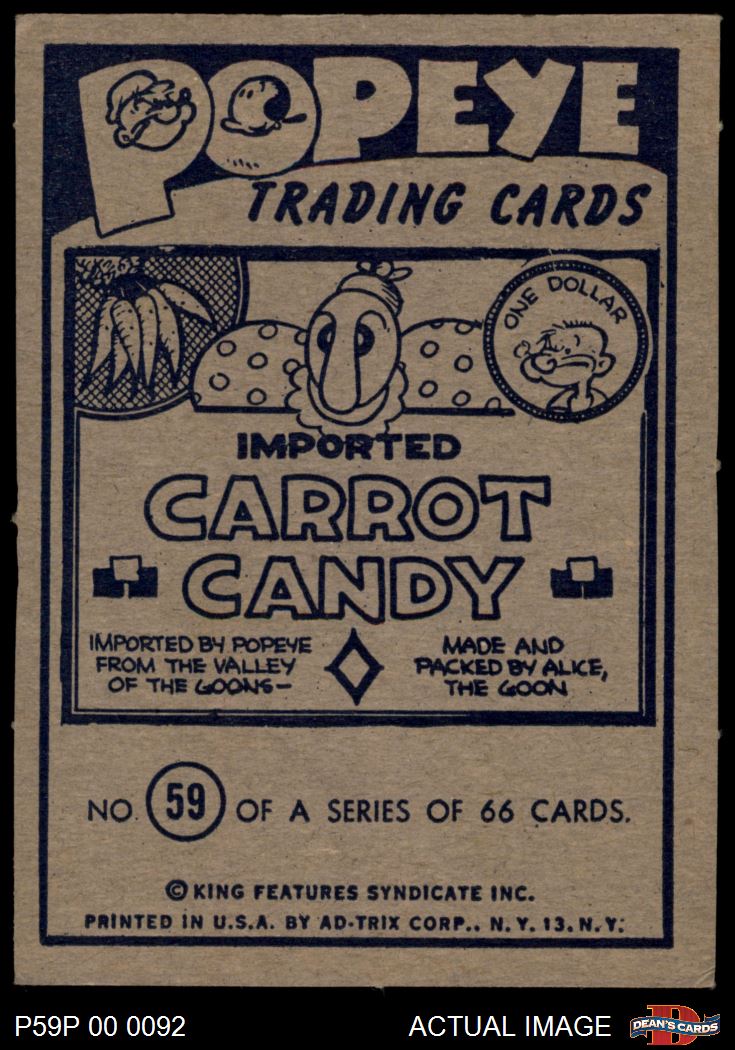 POPEYE
TRADING CARDS
ONE DOLLAR
IMPORTED
CARROT
CANDY
IMPORTED BY POPEYE
FROM THE VALLEY
OF THE GOONS–
MADE AND
PACKED BY ALICE,
THE GOON
NO. 59 OF A SERIES OF 66 CARDS.
© KING FEATURES SYNDICATE INC.
PRINTED IN U.S.A. BY AD-TRIX CORP., N.Y. 13. N.Y.
P59P 00 0092
ACTUAL IMAGE
D
DEAN'S CARDS